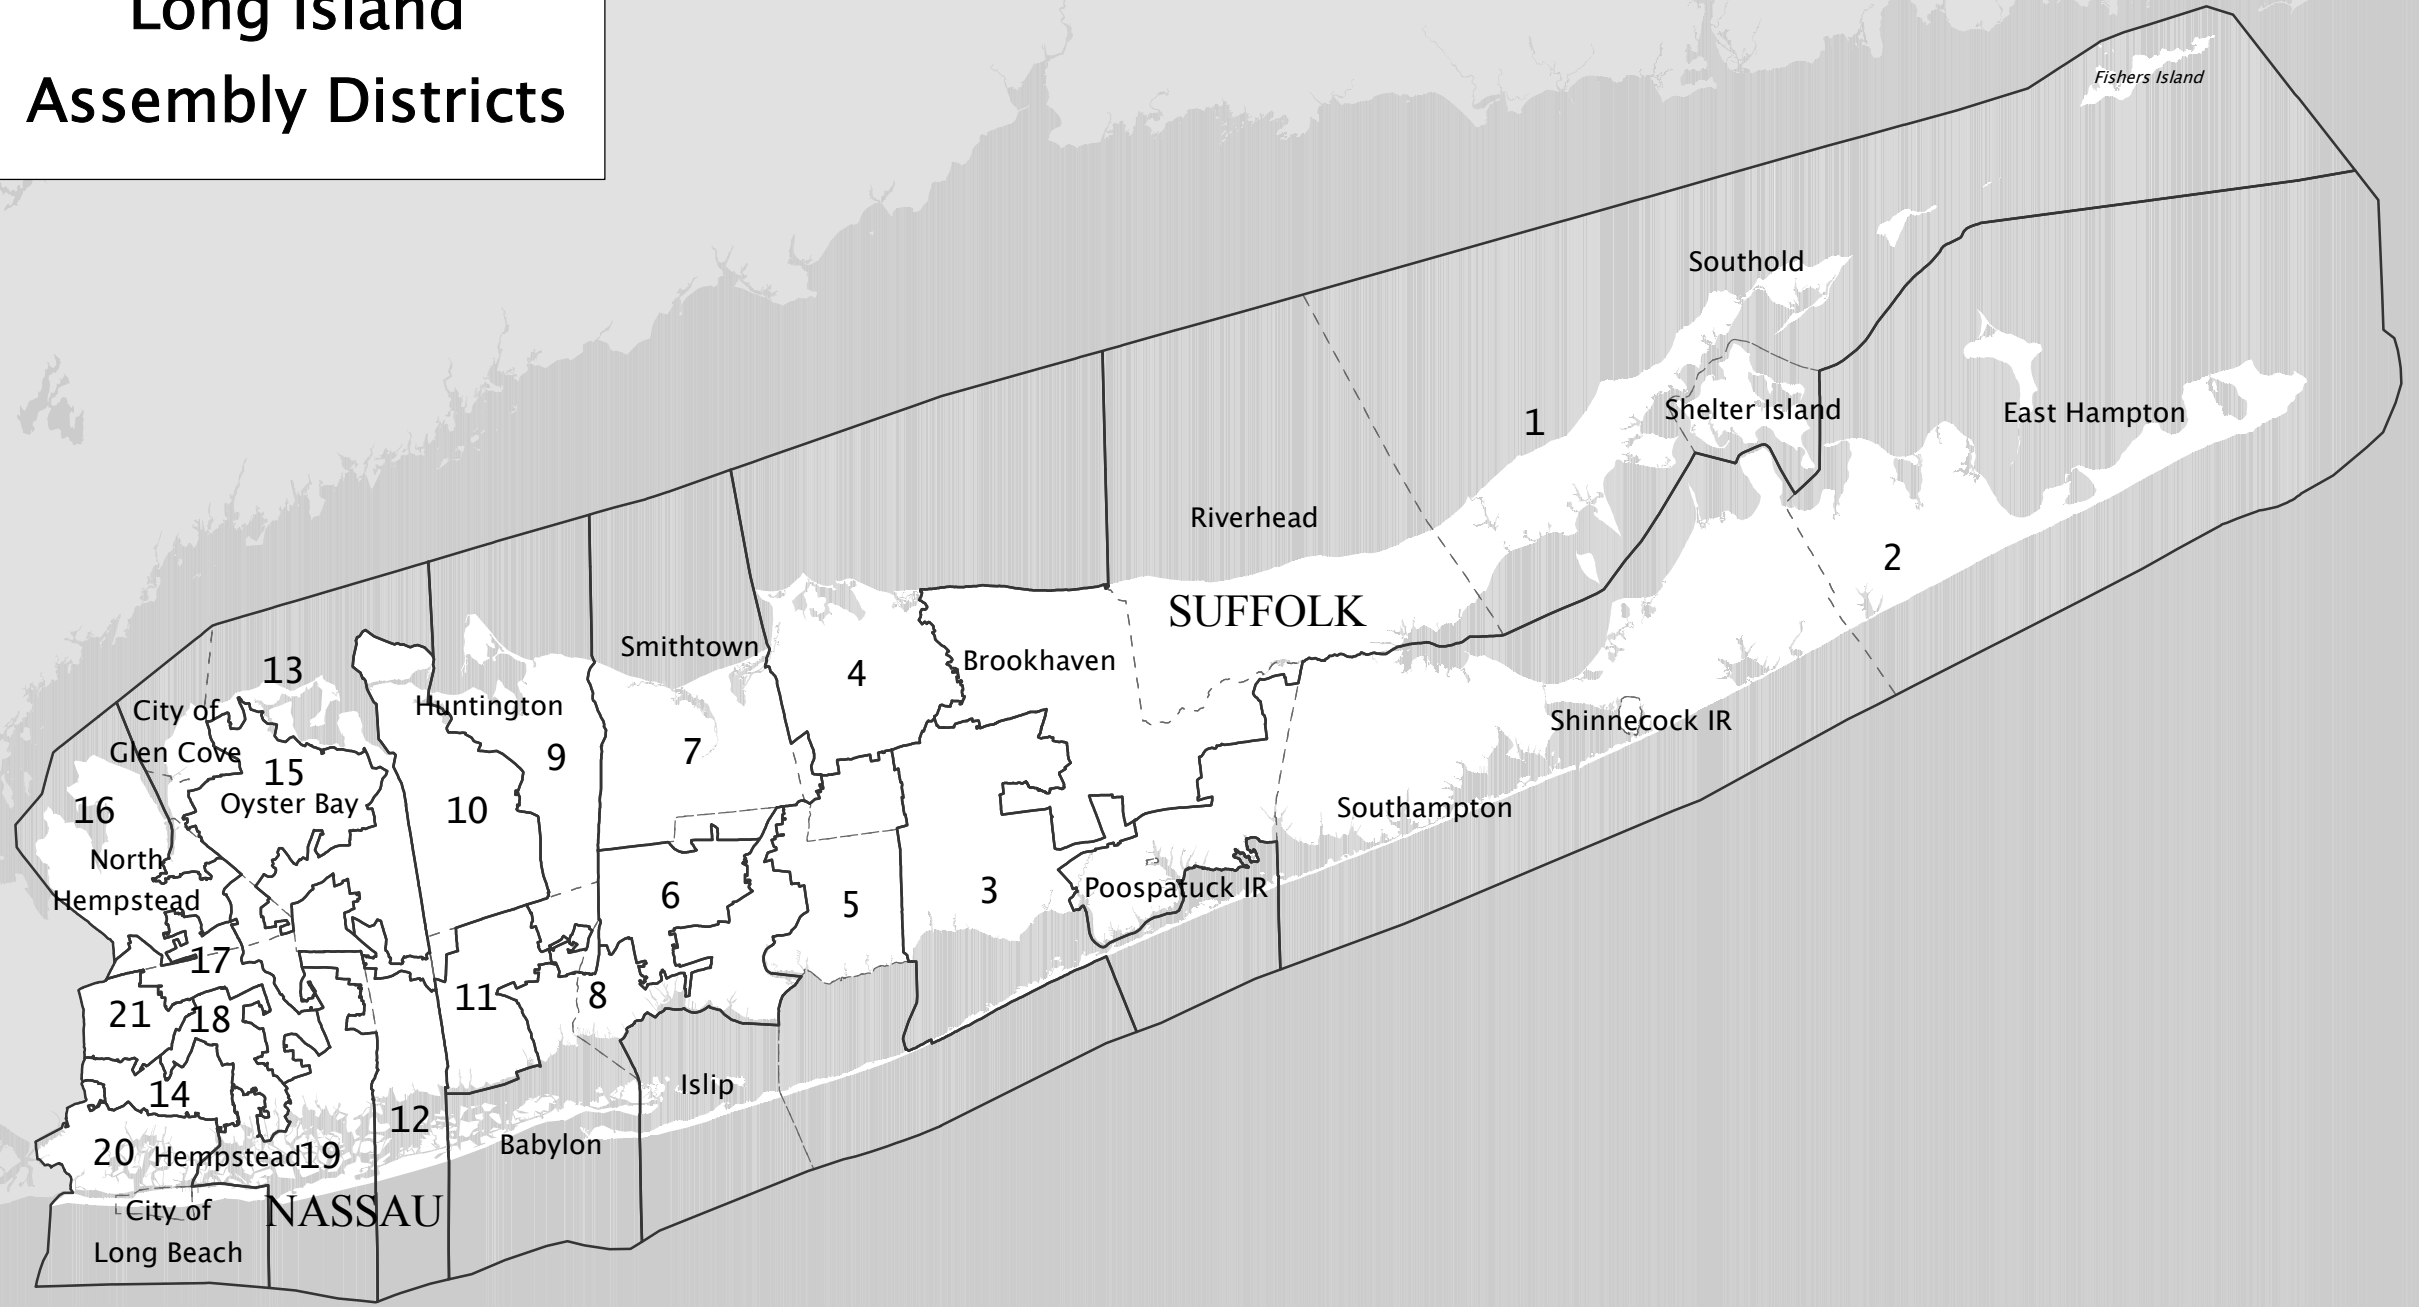 Long Island
Assembly Districts
Fishers Island
Southold
1
Shelter Island
East Hampton
Riverhead
2
SUFFOLK
Smithtown
Brookhaven
4
13
City of
Glen Cove
Huntington
Shinnecock IR
9
7
15
Oyster Bay
16
10
Southampton
North
Hempstead
6
5
3
Poospatuck IR
17
11
8
21
18
14
Islip
12
20
Hempstead
19
Babylon
City of
Long Beach
NASSAU